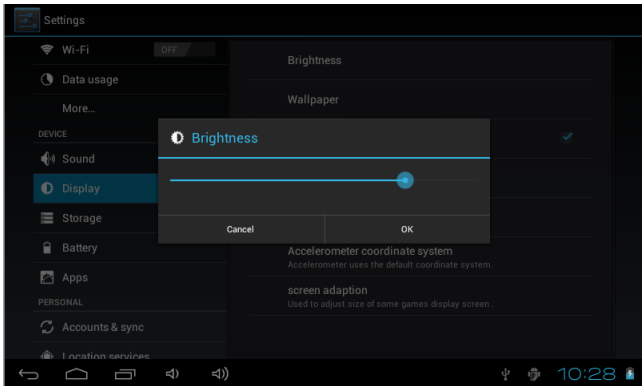 Settings
Wi-Fi
OFF
Data usage
More...
DEVICE
Sound
Display
Storage
Battery
Apps
PERSONAL
Accounts & sync
Location services
Brightness
Wallpaper
Brightness
Cancel
OK
Accelerometer coordinate system
Accelerometer uses the default coordinate system.
screen adaption
Used to adjust size of some games display screen.
10:28